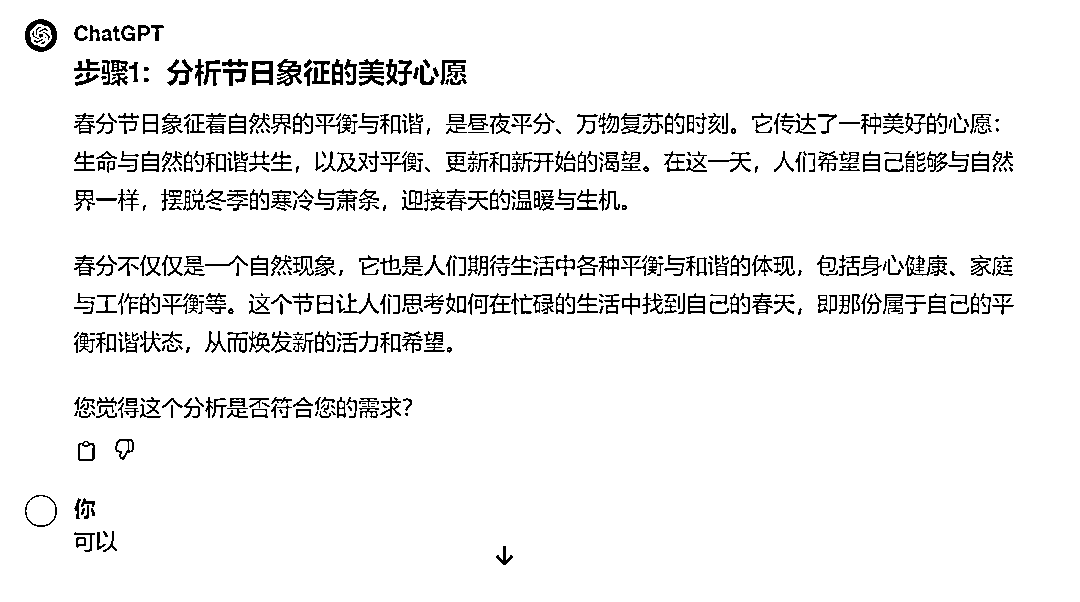 ChatGPT
步骤1：分析节日象征的美好心愿
春分节日象征着自然界的平衡与和谐，是昼夜平分、万物复苏的时刻。它传达了一种美好的心愿：
生命与自然的和谐共生，以及对平衡、更新和新开始的渴望。在这一天，人们希望自己能够与自然
界一样，摆脱冬季的寒冷与萧条，迎接春天的温暖与生机。
春分不仅仅是一个自然现象，它也是人们期待生活中各种平衡与和谐的体现，包括身心健康、家庭
与工作的平衡等。这个节日让人们思考如何在忙碌的生活中找到自己的春天，即那份属于自己的平
衡和谐状态，从而焕发新的活力和希望。
您觉得这个分析是否符合您的需求？
你
可以